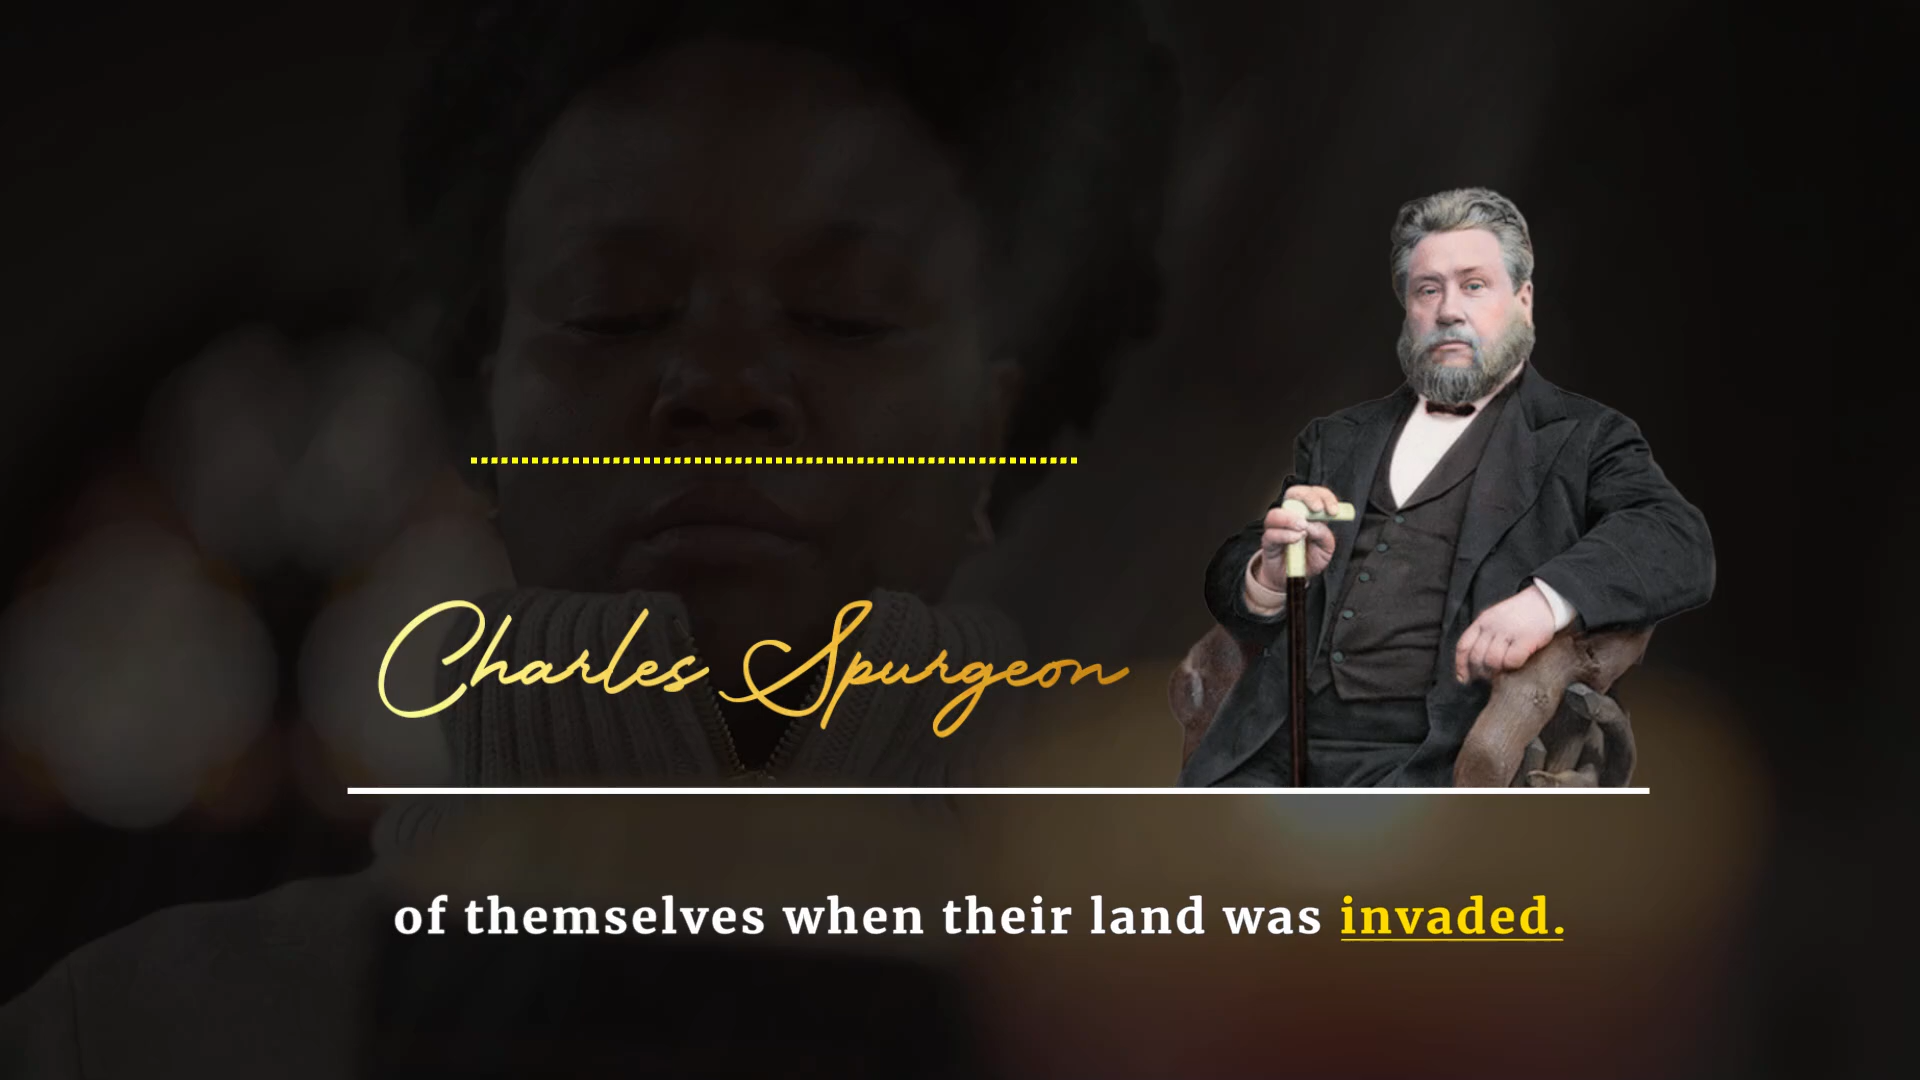 Charles Spurgeon
of themselves when their land was invaded.